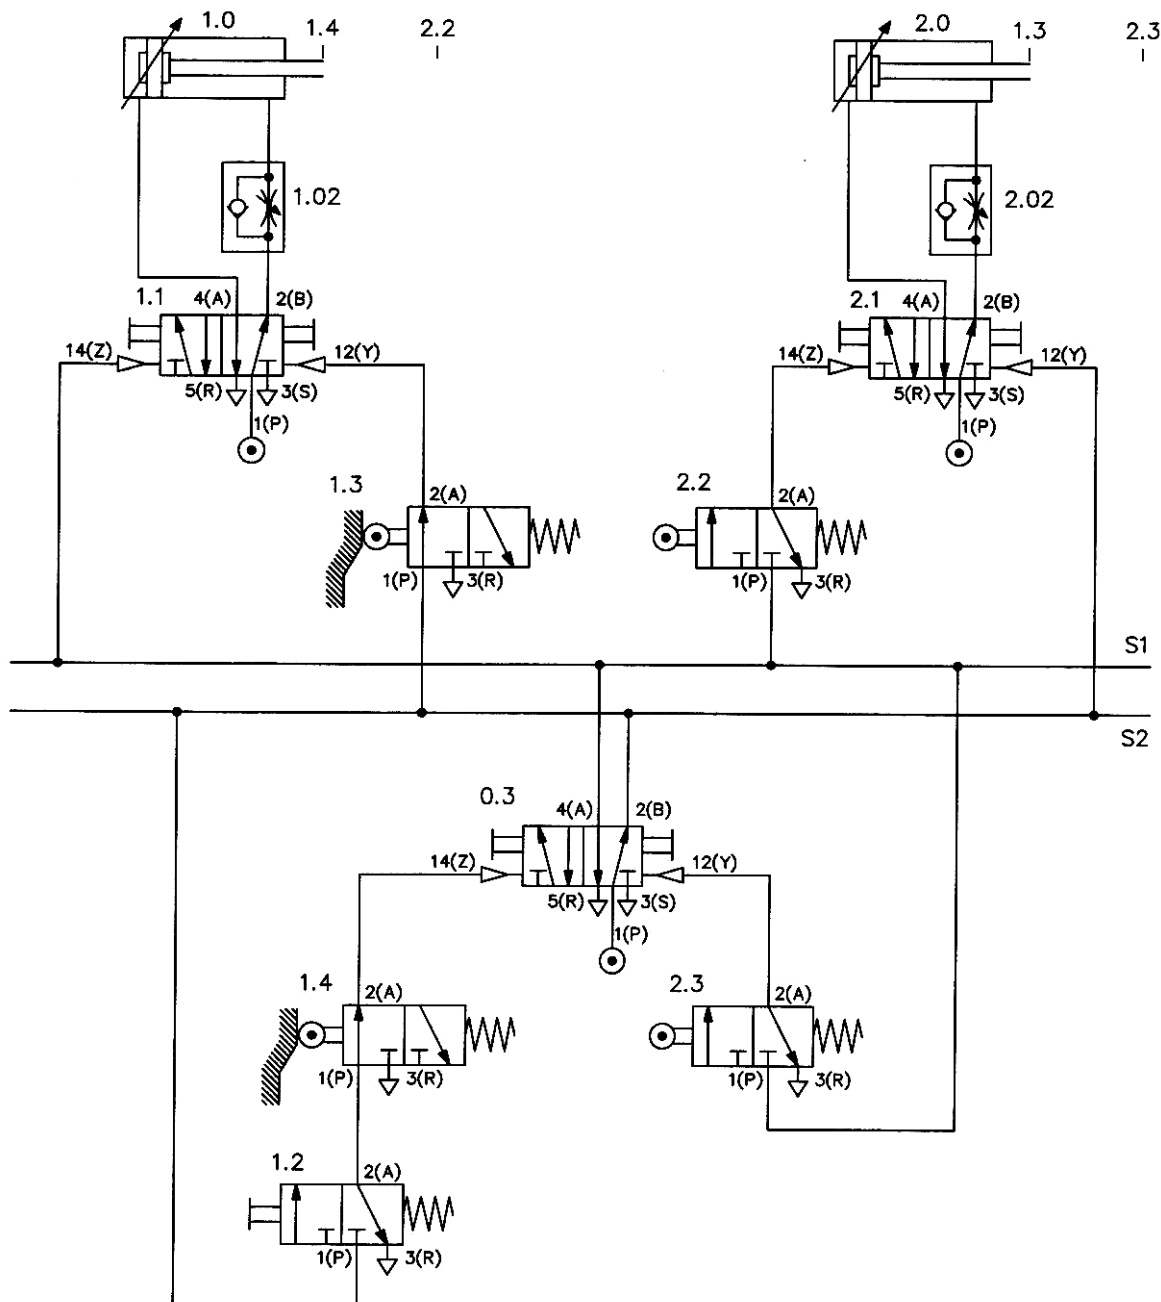 1.0
1.4
2.2
2.0
1.3
2.3
1.02
2.02
1.1
4(A)
2(B)
14(Z)
12(Y)
5(R)
3(S)
1(P)
2.1
4(A)
2(B)
14(Z)
12(Y)
5(R)
3(S)
1(P)
1.3
2(A)
1(P)
3(R)
2.2
2(A)
1(P)
3(R)
S1
S2
0.3
4(A)
2(B)
14(Z)
12(Y)
5(R)
3(S)
1(P)
1.4
2(A)
1(P)
3(R)
2.3
2(A)
1(P)
3(R)
1.2
2(A)
1(P)
3(R)